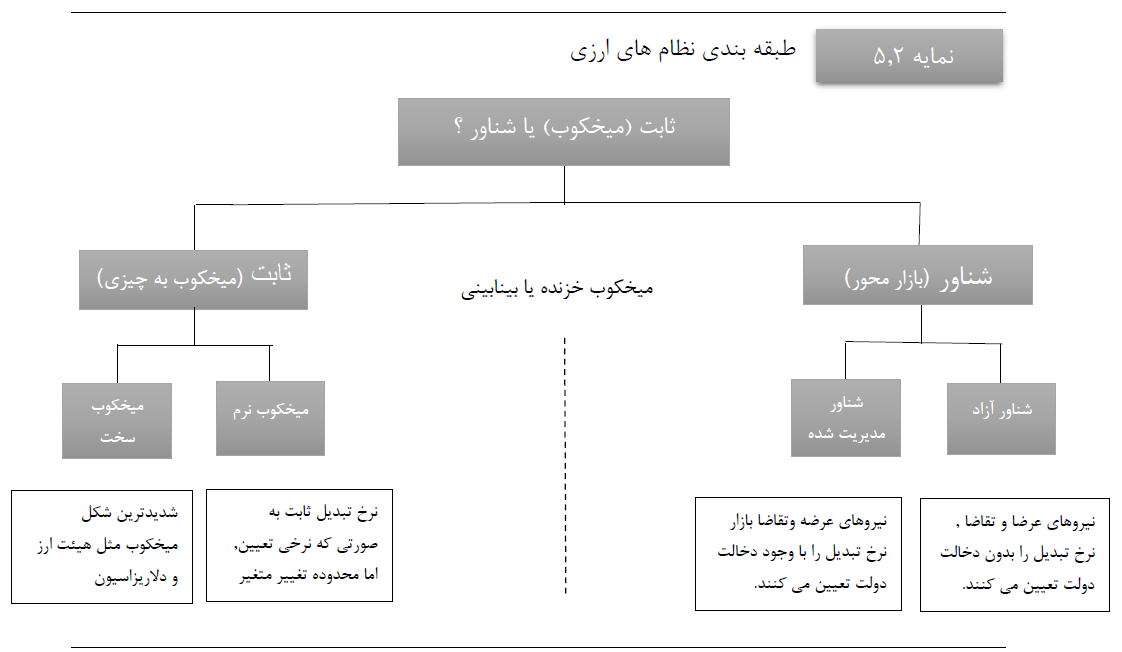 نمایه ۵,۲
طبقه بندی نظام های ارزی
ثابت (میخکوب) یا شناور ؟
شناور (بازار محور)
میخکوب خزنده یا بینابینی
ثابت (میخکوب به چیزی)
شناور آزاد
شناور
مدیریت شده
میخکوب نرم
میخکوب
سخت
نیروهای عرضا و تقاضا ,
نرخ تبدیل را بدون دخالت
دولت تعیین می کنند.
نیروهای عرضه وتقاضا بازار
نرخ تبدیل را با وجود دخالت
دولت تعیین می کنند.
نرخ تبدیل ثابت به
صورتی که نرخی تعیین,
اما محدوده تغییر متغیر
شدیدترین شکل
میخکوب مثل هیئت ارز
و دلاریزاسیون